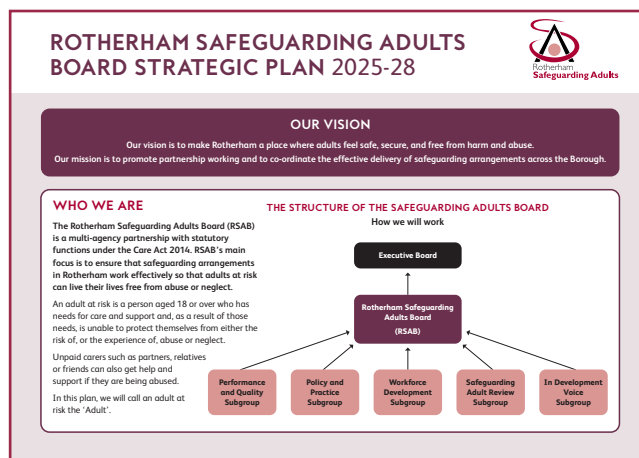 ROTHERHAM SAFEGUARDING ADULTS
BOARD STRATEGIC PLAN 2025-28
Rotherham
Safeguarding Adults
OUR VISION
Our vision is to make Rotherham a place where adults feel safe, secure, and free from harm and abuse.
Our mission is to promote partnership working and to co-ordinate the effective delivery of safeguarding arrangements across the Borough.
WHO WE ARE
The Rotherham Safeguarding Adults Board (RSAB)
is a multi-agency partnership with statutory
functions under the Care Act 2014. RSAB's main
focus is to ensure that safeguarding arrangements
in Rotherham work effectively so that adults at risk
can live their lives free from abuse or neglect.
An adult at risk is a person aged 18 or over who has
needs for care and support and, as a result of those
needs, is unable to protect themselves from either the
risk of, or the experience of, abuse or neglect.
Unpaid carers such as partners, relatives
or friends can also get help and
support if they are being abused.
In this plan, we will call an adult at
risk the ‘Adult’.
THE STRUCTURE OF THE SAFEGUARDING ADULTS BOARD
How we will work
Executive Board
Rotherham Safeguarding
Adults Board
(RSAB)
Performance
and Quality
Subgroup
Policy and
Practice
Subgroup
Workforce
Development
Subgroup
Safeguarding
Adult Review
Subgroup
In Development
Voice
Subgroup